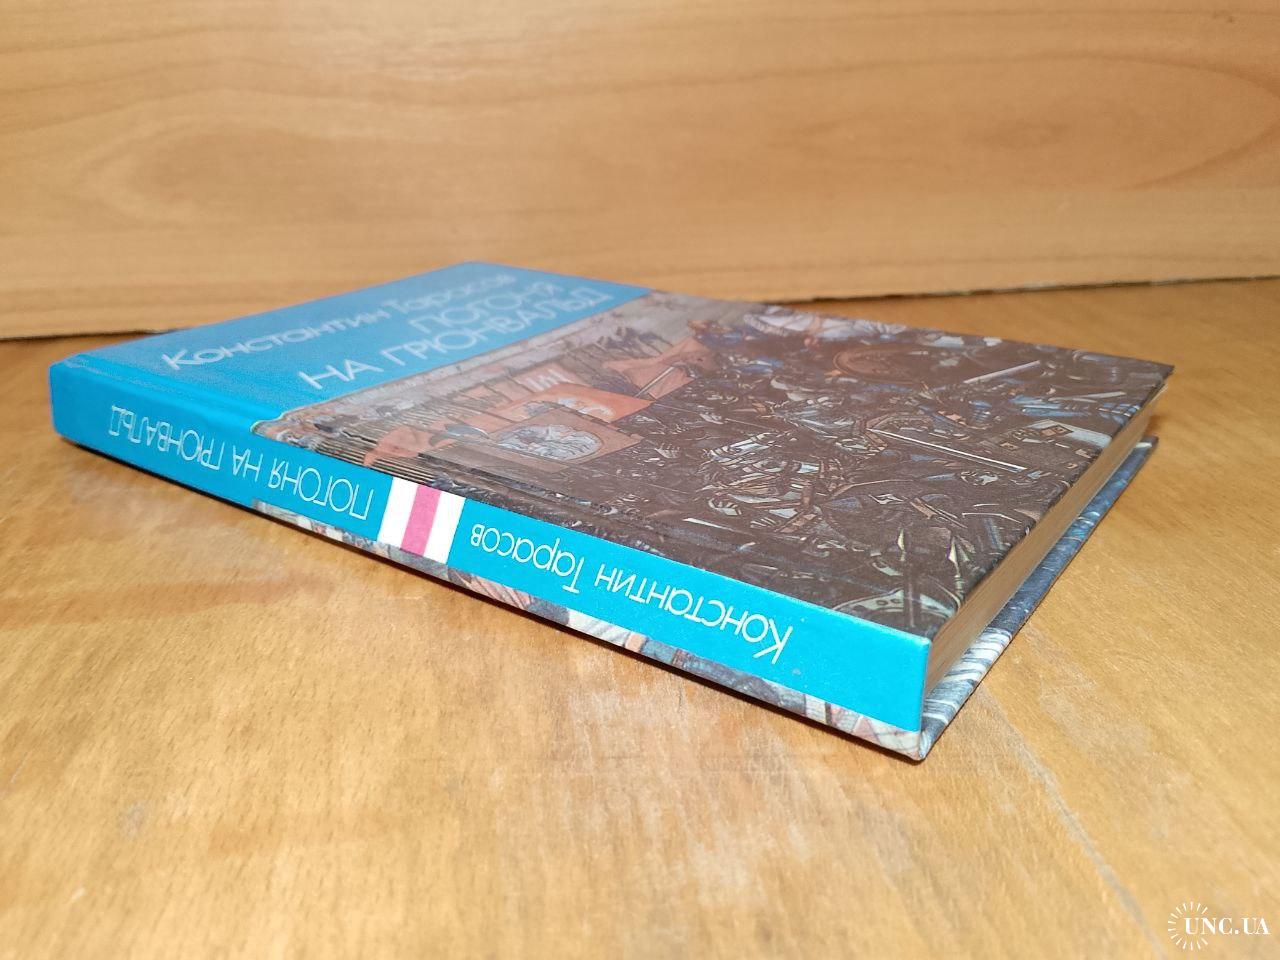 Константин Тарасов
ПОГОНЯ
НА ГРЮНВАЛЬД
Константин Тарасов
ПОГОНЯ НА ГРЮНВАЛЬД
UNC.UA